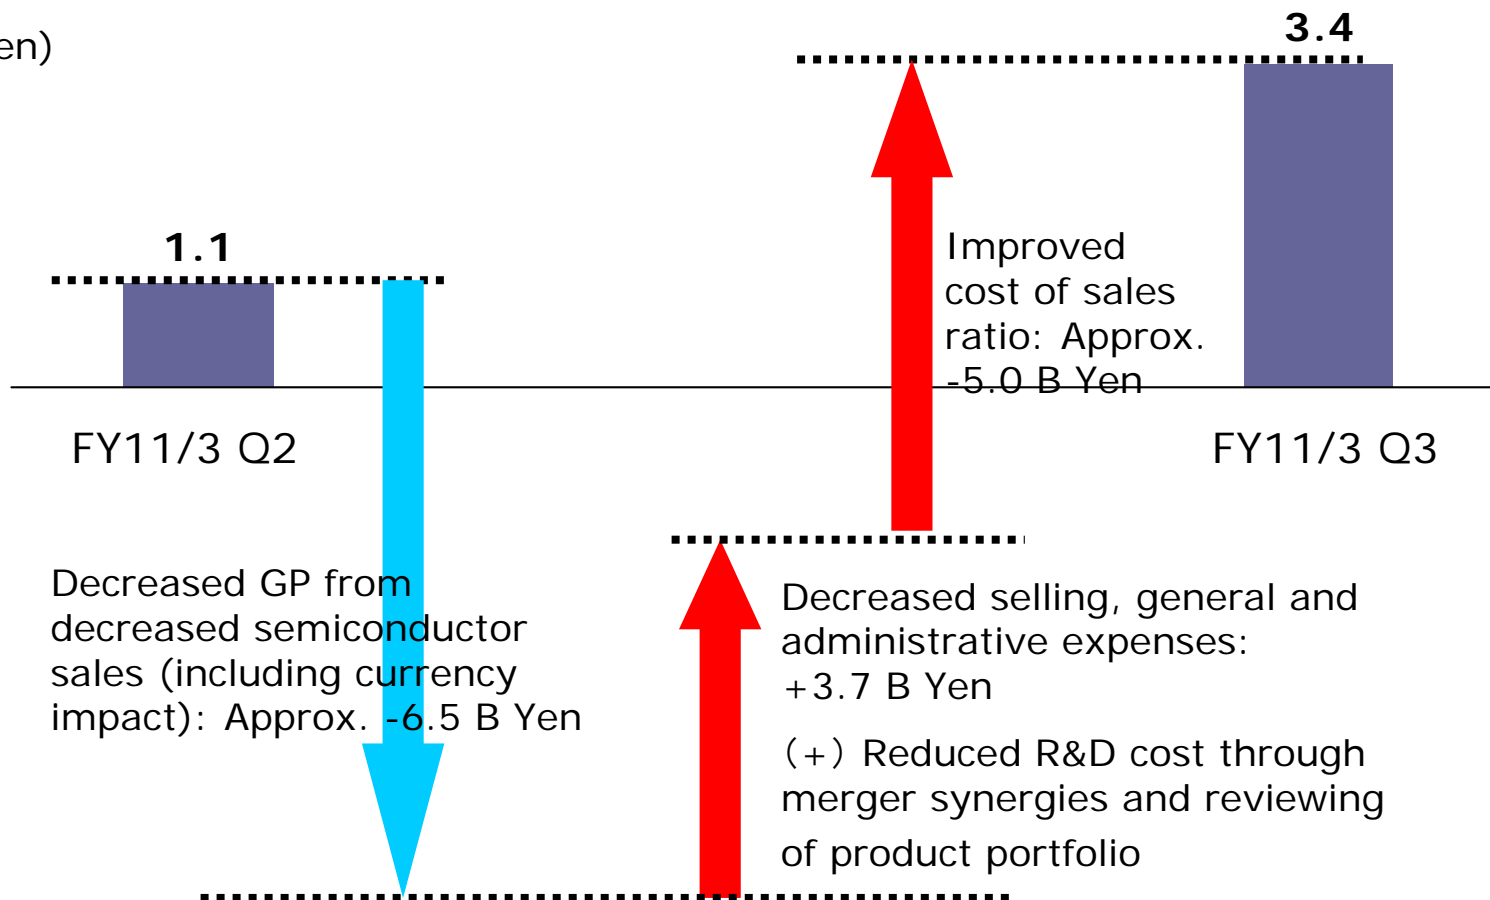 en)
3.4
1.1
Improved
cost of sales
ratio: Approx.
-5.0 B Yen
FY11/3 Q2
FY11/3 Q3
Decreased GP from
decreased semiconductor
sales (including currency
impact): Approx. -6.5 B Yen
Decreased selling, general and
administrative expenses:
+3.7 B Yen
(+) Reduced R&D cost through
merger synergies and reviewing
of product portfolio